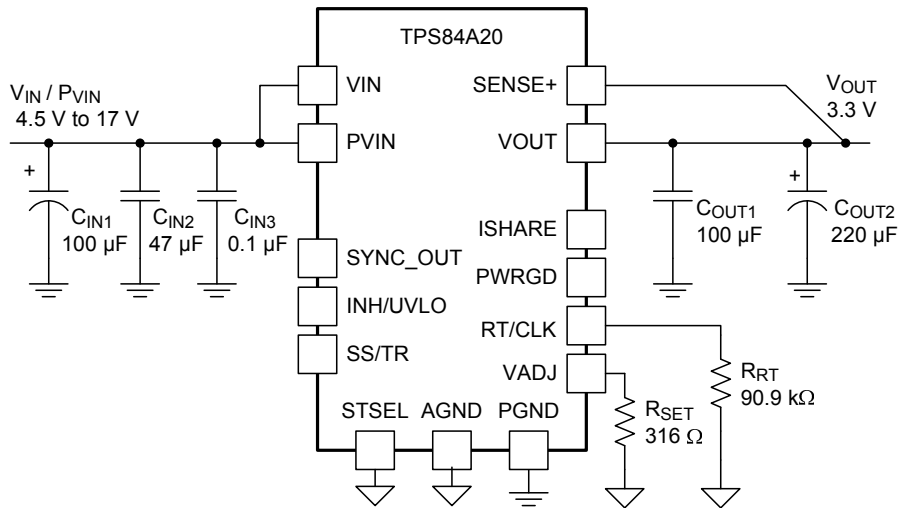 TPS84A20
VIN
SENSE+
VIN / PVIN
4.5 V to 17 V
VOUT
3.3 V
PVIN
VOUT
+
+
CIN1
100 µF
CIN2
47 µF
CIN3
0.1 µF
COUT1
100 µF
COUT2
220 µF
ISHARE
SYNC_OUT
PWRGD
INH/UVLO
RT/CLK
SS/TR
VADJ
RRT
90.9 kΩ
RSET
316 Ω
STSEL
AGND
PGND